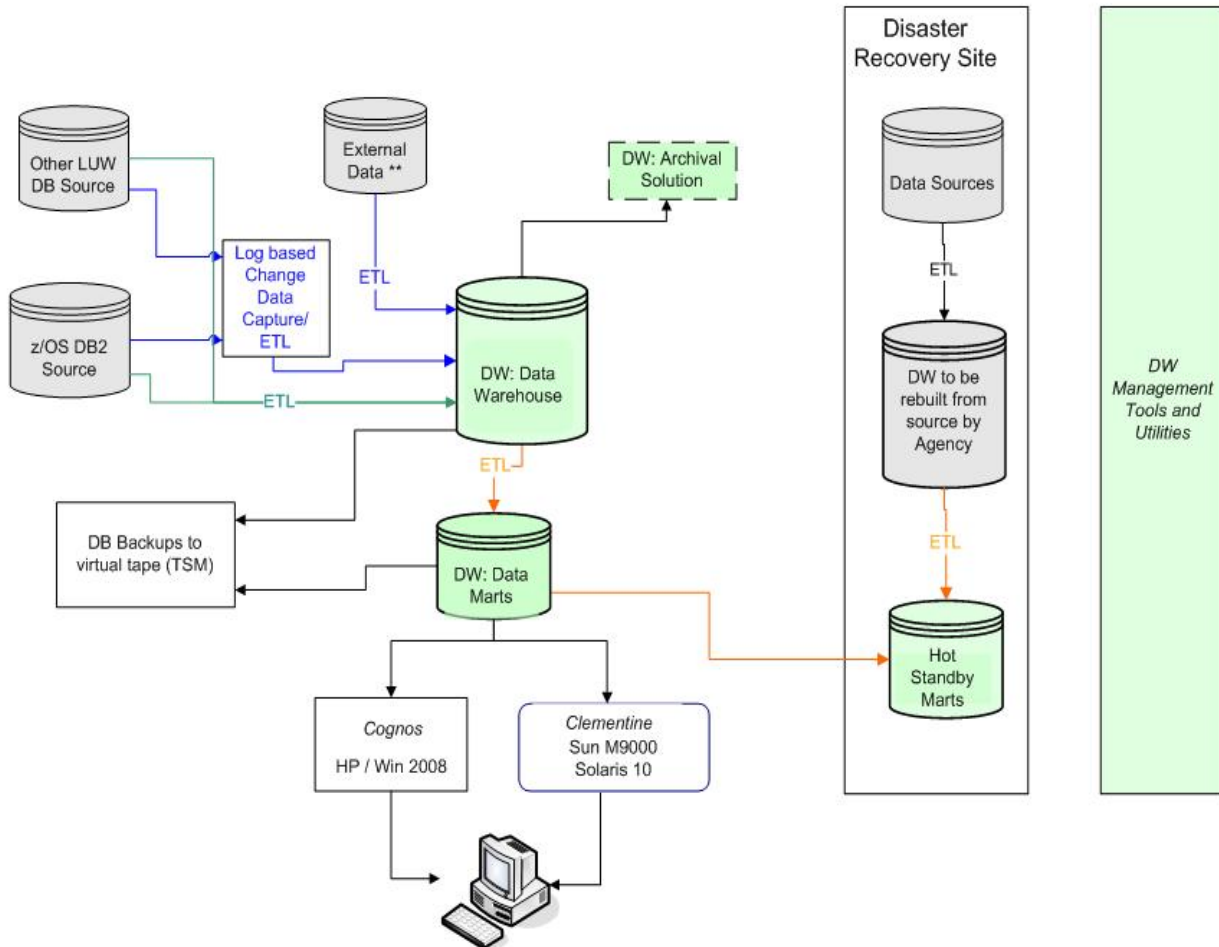 Disaster
Recovery Site
Other LUW
DB Source
External
Data **
DW: Archival
Solution
Data Sources
Log based
Change
Data
Capture/
ETL
ETL
ETL
z/OS DB2
Source
ETL
DW: Data
Warehouse
DW to be
rebuilt from
source by
Agency
DW
Management
Tools and
Utilities
ETL
DB Backups to
virtual tape (TSM)
DW: Data
Marts
ETL
Hot
Standby
Marts
Cognos
HP / Win 2008
Clementine
Sun M9000
Solaris 10